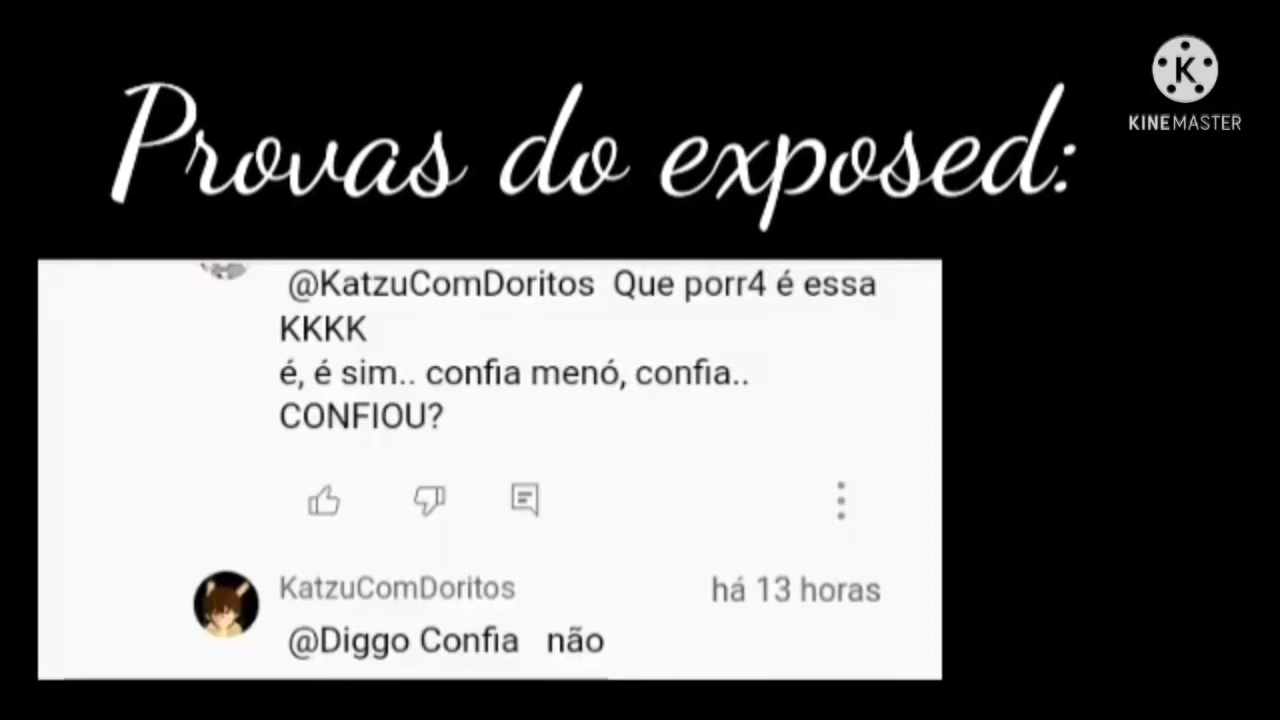 Provas do exposed:
KINEMASTER
@KatzuComDoritos Que porr4 é essa
KKKK
é, é sim.. confia menó, confia..
CONFIOU?
KatzuComDoritos há 13 horas
@Diggo Confia não